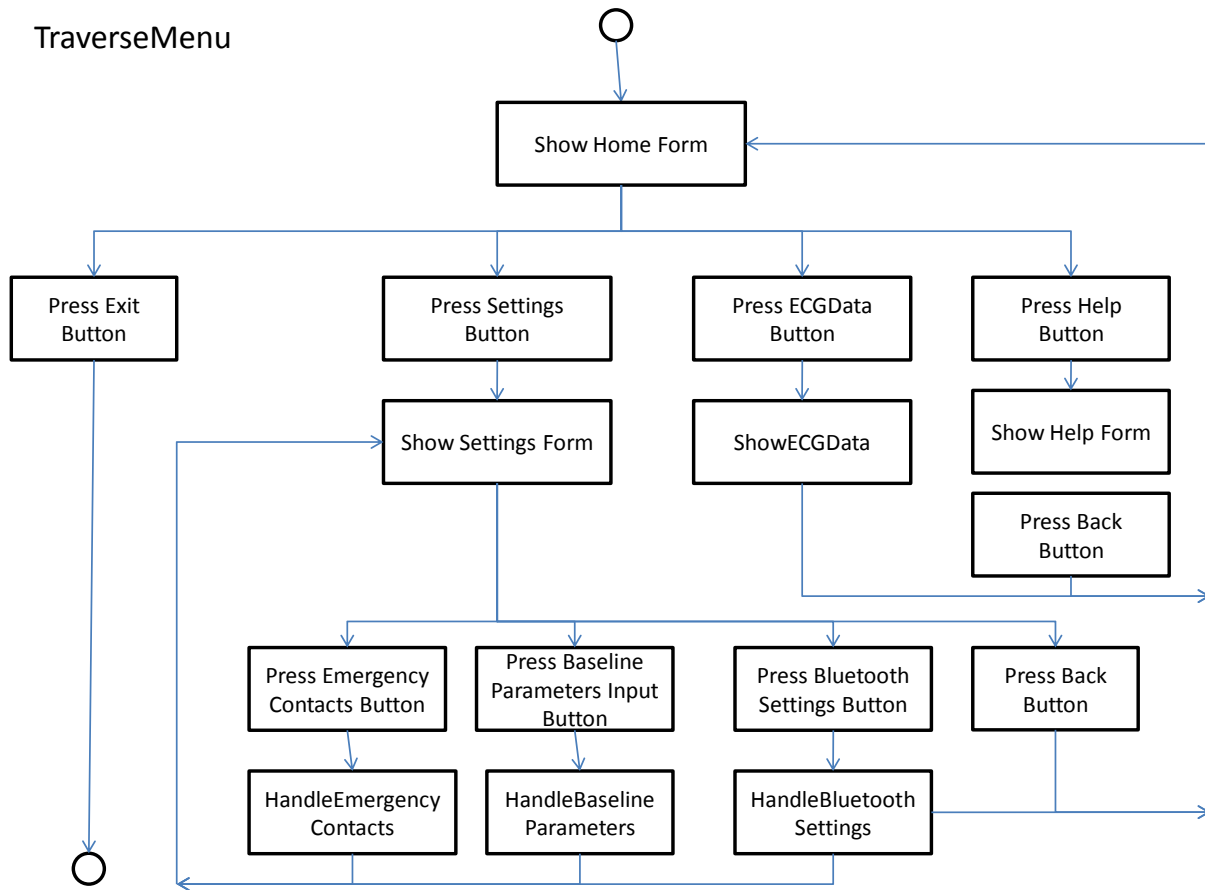 TraverseMenu
Show Home Form
Press Exit
Button
Press Settings
Button
Press ECGData
Button
Press Help
Button
Show Settings Form
ShowECGData
Show Help Form
Press Back
Button
Press Emergency
Contacts Button
Press Baseline
Parameters Input
Button
Press Bluetooth
Settings Button
Press Back
Button
HandleEmergency
Contacts
HandleBaseline
Parameters
HandleBluetooth
Settings